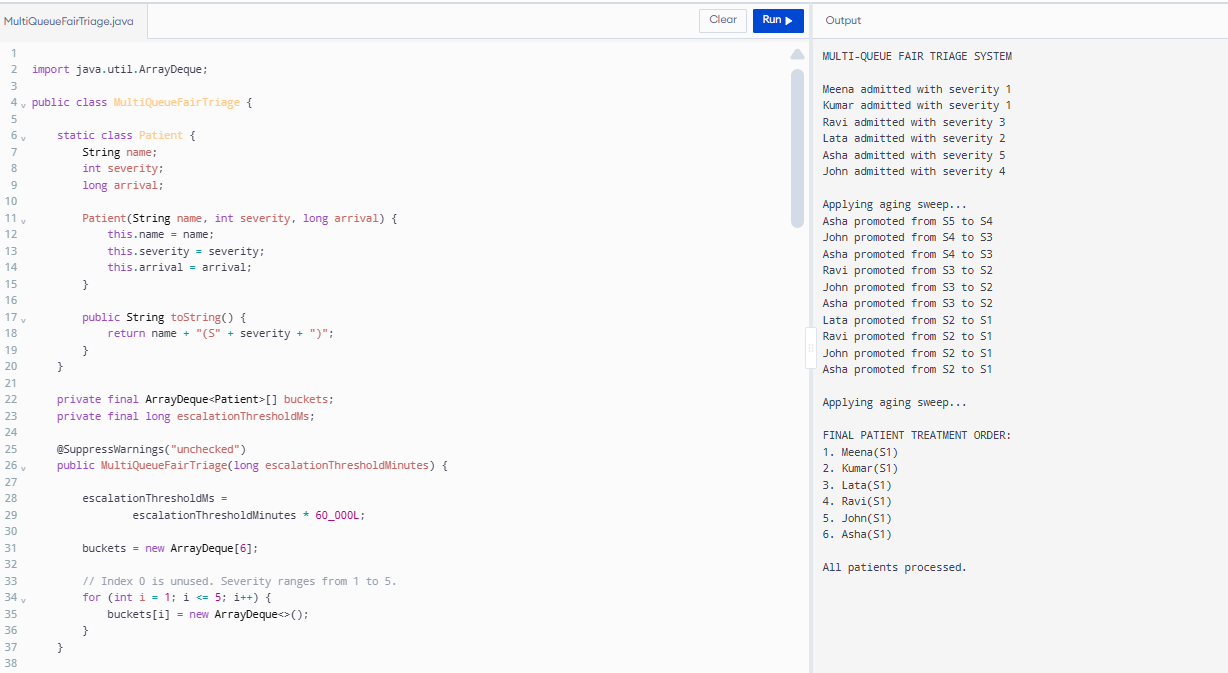 MultiQueueFairTriage.java
Clear
Run
Output
1
2 import java.util.ArrayDeque;
3
4 public class MultiQueueFairTriage {
5
6 static class Patient {
7 String name;
8 int severity;
9 long arrival;
10
11 Patient(String name, int severity, long arrival) {
12 this.name = name;
13 this.severity = severity;
14 this.arrival = arrival;
15 }
16
17 public String toString() {
18 return name + "(S" + severity + ")";
19 }
20 }
21
22 private final ArrayDeque<Patient>[] buckets;
23 private final long escalationThresholdMs;
24
25 @SuppressWarnings("unchecked")
26 public MultiQueueFairTriage(long escalationThresholdMinutes) {
27
28 escalationThresholdMs =
29 escalationThresholdMinutes * 60_000L;
30
31 buckets = new ArrayDeque[6];
32
33 // Index 0 is unused. Severity ranges from 1 to 5.
34 for (int i = 1; i <= 5; i++) {
35 buckets[i] = new ArrayDeque<>();
36 }
37 }
38
MULTI-QUEUE FAIR TRIAGE SYSTEM
Meena admitted with severity 1
Kumar admitted with severity 1
Ravi admitted with severity 3
Lata admitted with severity 2
Asha admitted with severity 5
John admitted with severity 4
Applying aging sweep...
Asha promoted from S5 to S4
John promoted from S4 to S3
Asha promoted from S4 to S3
Ravi promoted from S3 to S2
John promoted from S3 to S2
Asha promoted from S3 to S2
Lata promoted from S2 to S1
Ravi promoted from S2 to S1
John promoted from S2 to S1
Asha promoted from S2 to S1
Applying aging sweep...
FINAL PATIENT TREATMENT ORDER:
1. Meena(S1)
2. Kumar(S1)
3. Lata(S1)
4. Ravi(S1)
5. John(S1)
6. Asha(S1)
All patients processed.